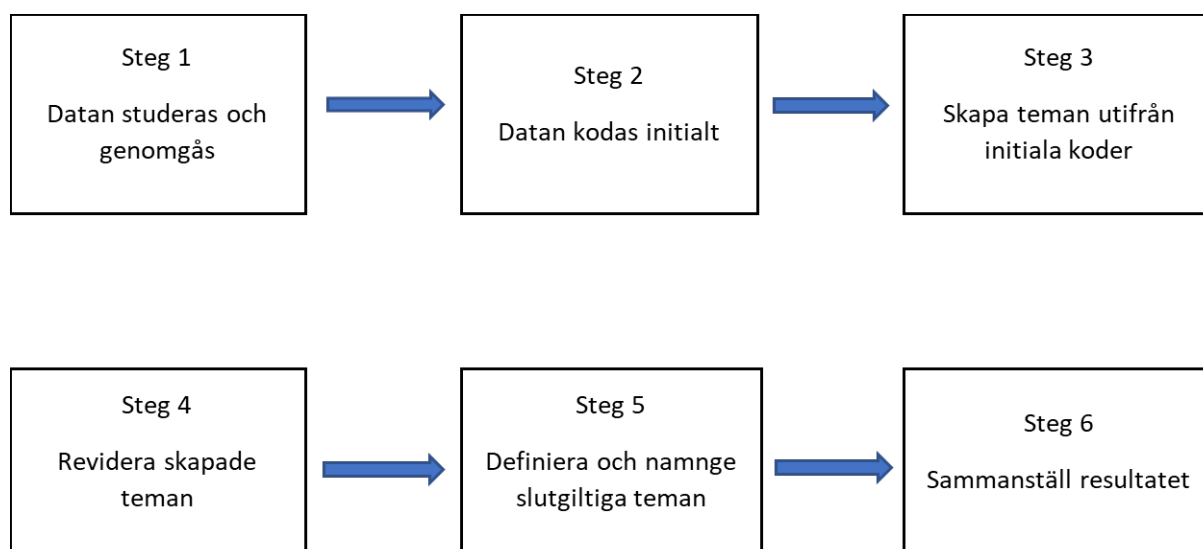 Steg 1
Datan studeras och
genomgås
Steg 2
Datan kodas initialt
Steg 3
Skapa teman utifrån
initiala koder
Steg 4
Revidera skapade
teman
Steg 5
Definiera och namnge
slutgiltiga teman
Steg 6
Sammanställ resultatet